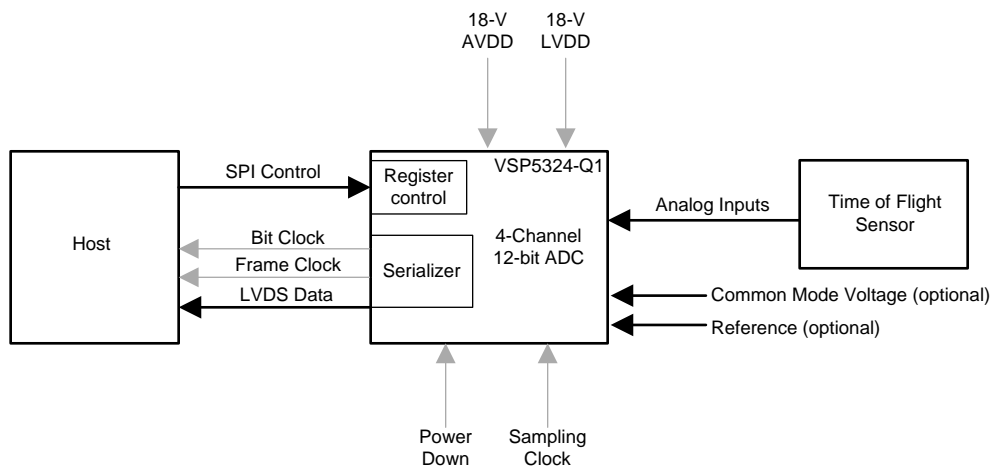 18-V
AVDD
18-V
LVDD
VSP5324-Q1
SPI Control
Register
control
Host
4-Channel
12-bit ADC
Analog Inputs
Time of Flight
Sensor
Bit Clock
Frame Clock
LVDS Data
Serializer
Common Mode Voltage (optional)
Reference (optional)
Power
Down
Sampling
Clock